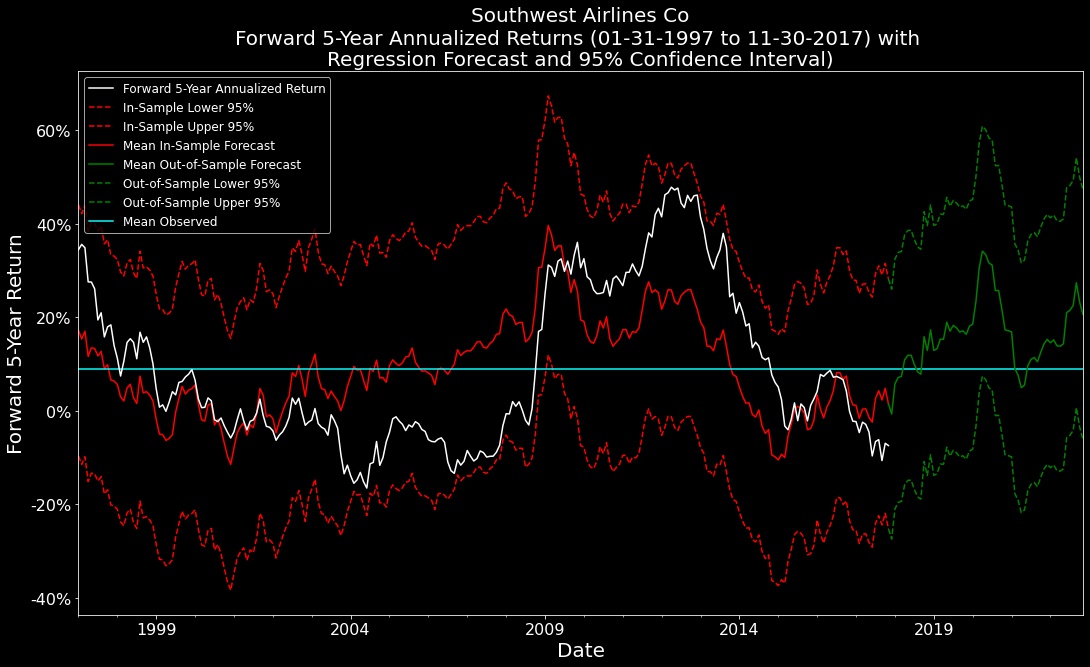 Southwest Airlines Co
Forward 5-Year Annualized Returns (01-31-1997 to 11-30-2017) with
Regression Forecast and 95% Confidence Interval)
Forward 5-Year Annualized Return
In-Sample Lower 95%
In-Sample Upper 95%
Mean In-Sample Forecast
Mean Out-of-Sample Forecast
Out-of-Sample Lower 95%
Out-of-Sample Upper 95%
Mean Observed
60%
40%
20%
0%
-20%
-40%
Forward 5-Year Return
1999 2004 2009 2014 2019
Date